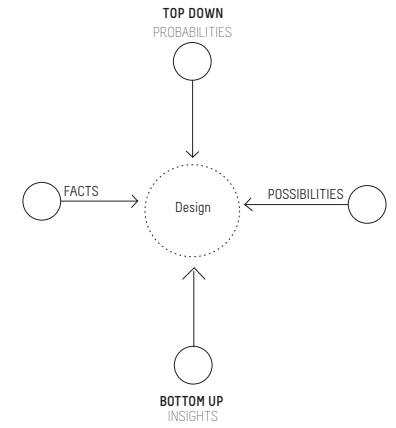 TOP DOWN
PROBABILITIES
FACTS
POSSIBILITIES
Design
BOTTOM UP
INSIGHTS